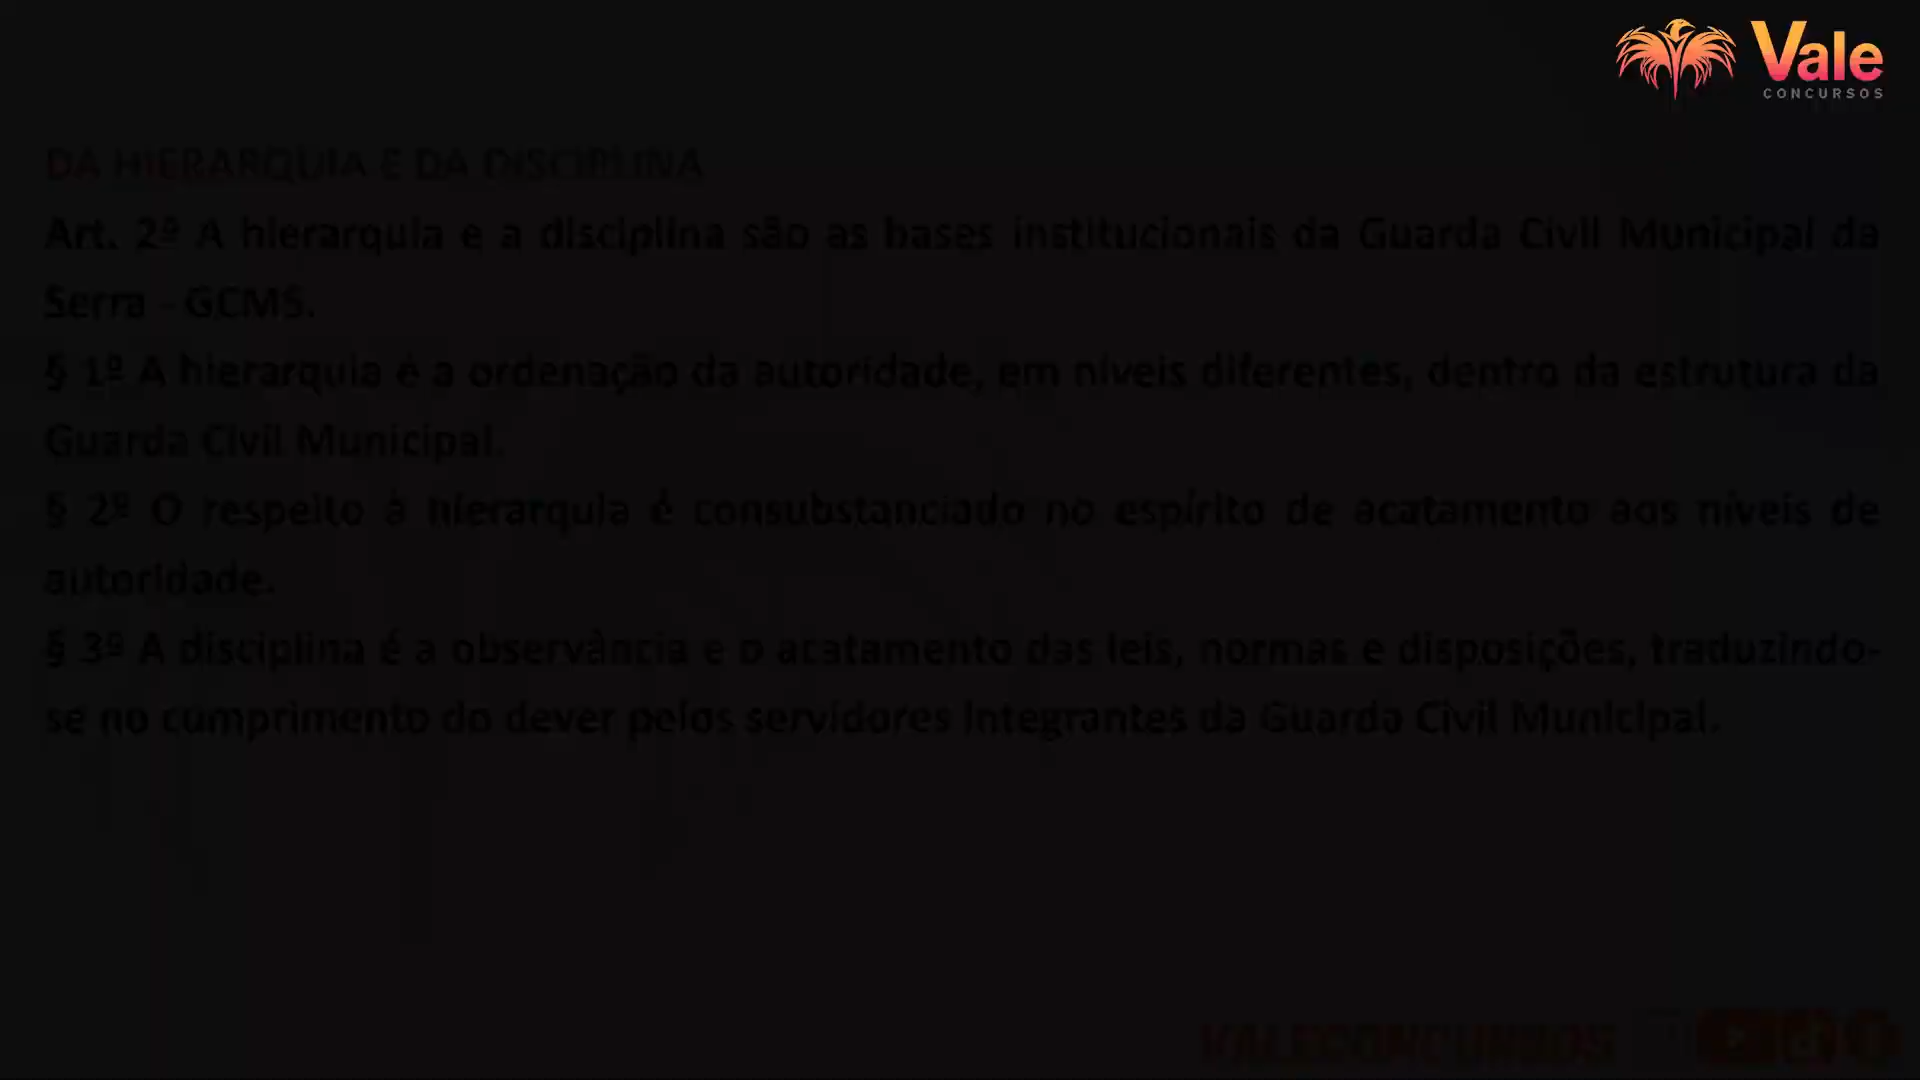 Vale
CONCURSOS
DA HIERARQUIA E DA DISCIPLINA
Art. 2º A hierarquia e a disciplina são as bases institucionais da Guarda Civil Municipal da
Serra - GCMS.
§ 1º A hierarquia é a ordenação da autoridade, em níveis diferentes, dentro da estrutura da
Guarda Civil Municipal.
§ 2º O respeito à hierarquia é consubstanciado no espírito de acatamento aos níveis de
autoridade.
§ 3º A disciplina é a observância e o acatamento das leis, normas e disposições, traduzindo-
se no cumprimento do dever pelos servidores integrantes da Guarda Civil Municipal.
VALECONCURSOS